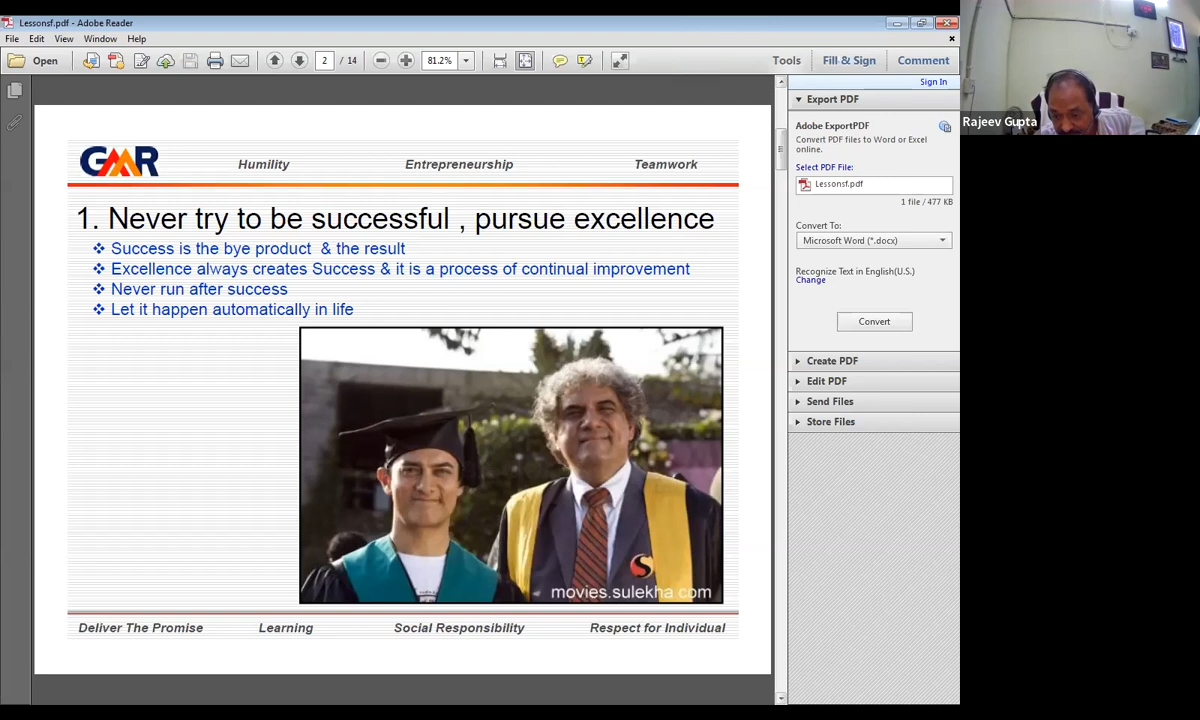 Lessonsf.pdf - Adobe Reader
File Edit View Window Help
Open 2 / 14 81.2% Tools Fill & Sign Comment
Sign In
Export PDF
Adobe ExportPDF
Convert PDF files to Word or Excel
online.
Select PDF File:
Lessonsf.pdf
1 file / 477 KB
Convert To:
Microsoft Word (*.docx)
Recognize Text in English(U.S.)
Change
Convert
Create PDF
Edit PDF
Send Files
Store Files
GMR Humility Entrepreneurship Teamwork
1. Never try to be successful , pursue excellence
❖ Success is the bye product & the result
❖ Excellence always creates Success & it is a process of continual improvement
❖ Never run after success
❖ Let it happen automatically in life
movies.sulekha.com
Deliver The Promise Learning Social Responsibility Respect for Individual
Rajeev Gupta